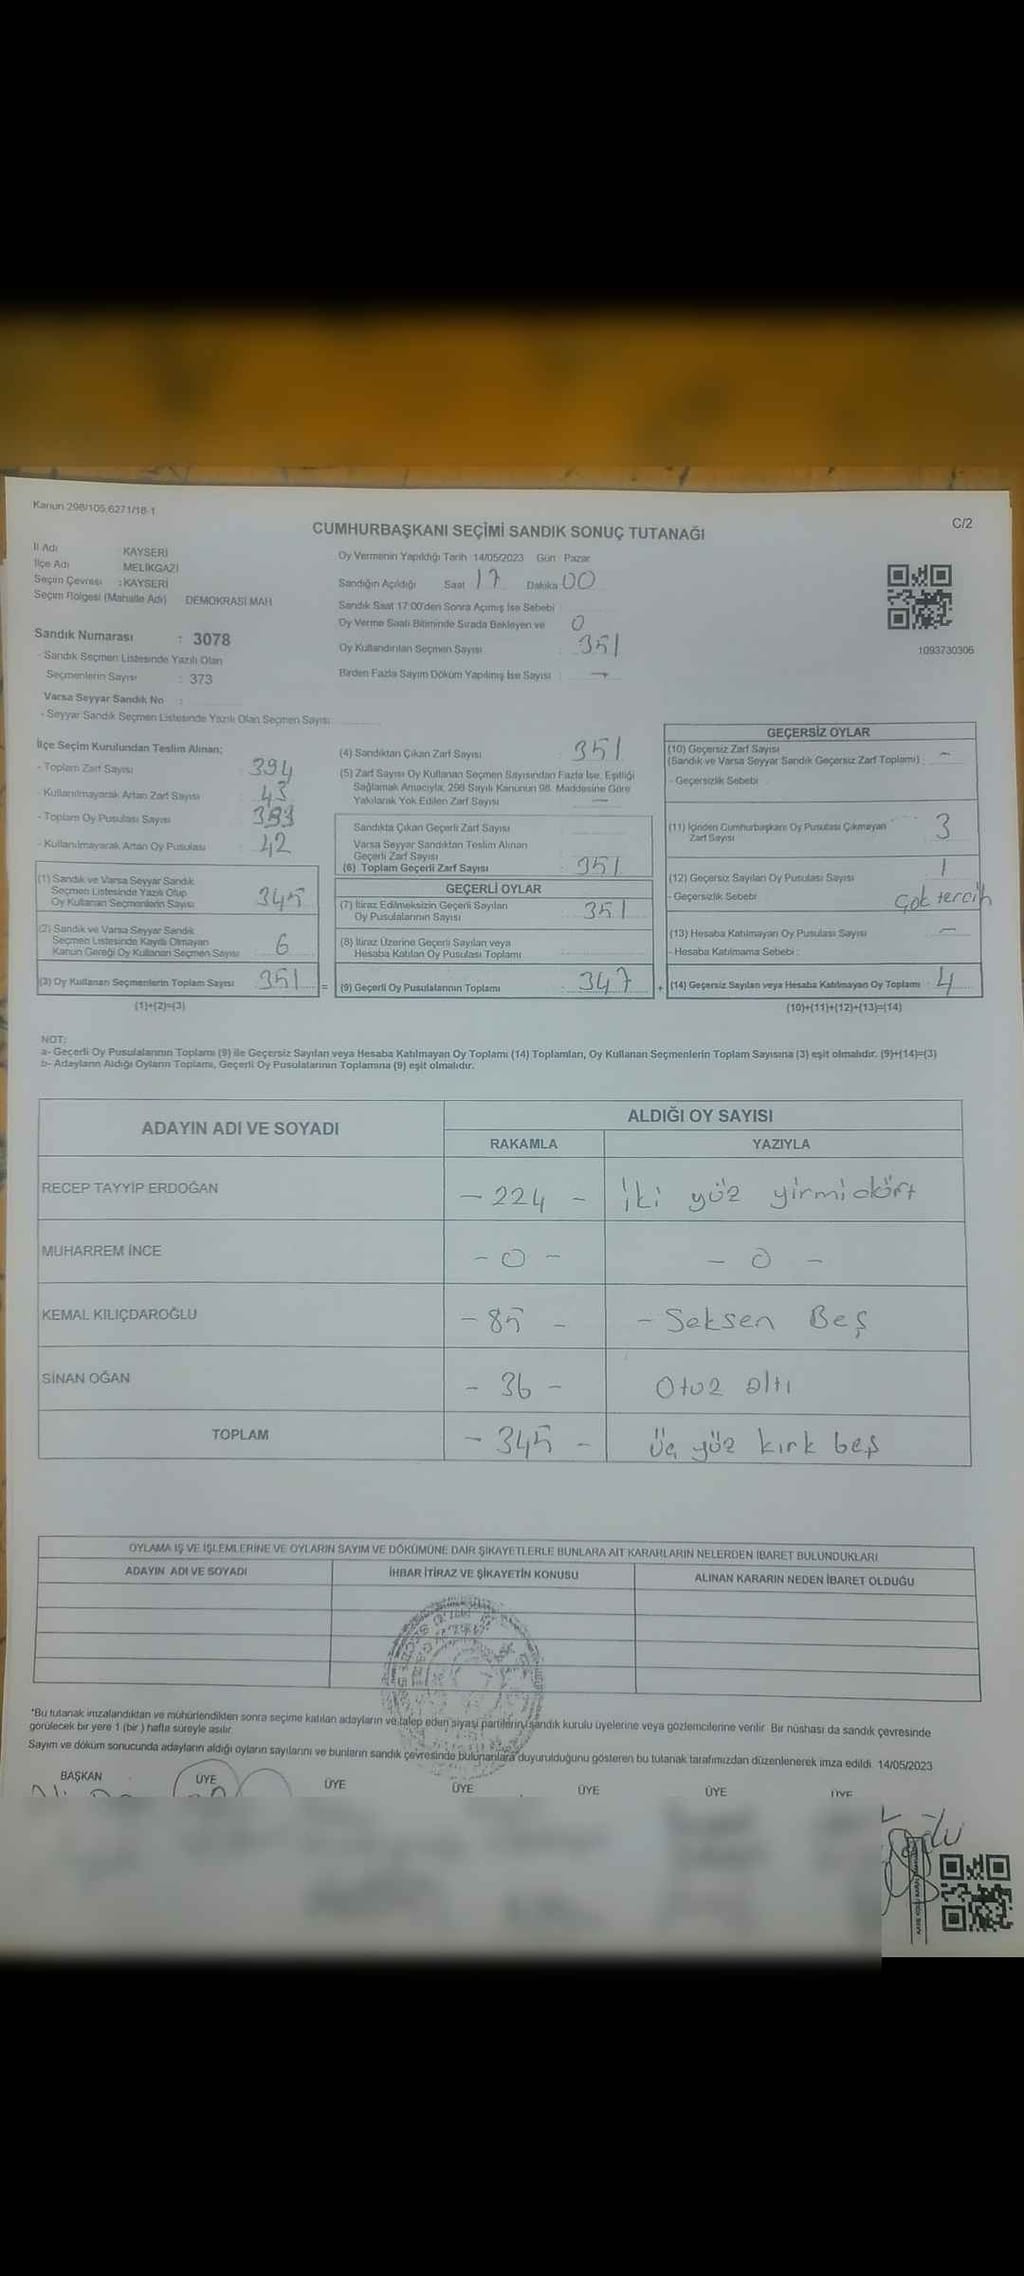 Kanun 298/105,6271/18-1
C/2
CUMHURBAŞKANI SEÇİMİ SANDIK SONUÇ TUTANAĞI
İl Adı KAYSERİ
İlçe Adı MELİKGAZİ
Seçim Çevresi : KAYSERİ
Seçim Bölgesi (Mahalle Adı) DEMOKRASİ MAH
Sandık Numarası : 3078
- Sandık Seçmen Listesinde Yazılı Olan
Seçmenlerin Sayısı : 373
Varsa Seyyar Sandık No :
- Seyyar Sandık Seçmen Listesinde Yazılı Olan Seçmen Sayısı
Oy Vermenin Yapıldığı Tarih 14/05/2023 Gün : Pazar
Sandığın Açıldığı Saat 17 Dakika 00
Sandık Saat 17:00'den Sonra Açılmış İse Sebebi
Oy Verme Saati Bitiminde Sırada Bekleyen ve 0
Oy Kullandırılan Seçmen Sayısı : 351
Birden Fazla Sayım Döküm Yapılmış İse Sayısı : -
1093730306
İlçe Seçim Kurulundan Teslim Alınan;
- Toplam Zarf Sayısı : 394
- Kullanılmayarak Artan Zarf Sayısı 43
- Toplam Oy Pusulası Sayısı
- Kullanılmayarak Artan Oy Pusulası : 42
(1) Sandık ve Varsa Seyyar Sandık
Seçmen Listesinde Yazılı Olup
Oy Kullanan Seçmenlerin Sayısı 345
(2) Sandık ve Varsa Seyyar Sandık
Seçmen Listesinde Kayıtlı Olmayan
Kanun Gereği Oy Kullanan Seçmen Sayısı 6
(3) Oy Kullanan Seçmenlerin Toplam Sayısı 351 =
(1)+(2)=(3)
(4) Sandıktan Çıkan Zarf Sayısı 351
(5) Zarf Sayısı Oy Kullanan Seçmen Sayısından Fazla İse, Eşitliği
Sağlamak Amacıyla, 298 Sayılı Kanunun 98. Maddesine Göre
Yakılarak Yok Edilen Zarf Sayısı -
Sandıkta Çıkan Geçerli Zarf Sayısı
Varsa Seyyar Sandıktan Teslim Alınan
Geçerli Zarf Sayısı
(6) Toplam Geçerli Zarf Sayısı 351
GEÇERLİ OYLAR
(7) İtiraz Edilmeksizin Geçerli Sayılan
Oy Pusulalarının Sayısı : 351
(8) İtiraz Üzerine Geçerli Sayılan veya
Hesaba Katılan Oy Pusulası Toplamı
(9) Geçerli Oy Pusulalarının Toplamı : 347 +
GEÇERSİZ OYLAR
(10) Geçersiz Zarf Sayısı
(Sandık ve Varsa Seyyar Sandık Geçersiz Zarf Toplamı) : -
- Geçersizlik Sebebi
(11) İçinden Cumhurbaşkanı Oy Pusulası Çıkmayan
Zarf Sayısı 3
(12) Geçersiz Sayılan Oy Pusulası Sayısı 1
- Geçersizlik Sebebi Çok tercih
(13) Hesaba Katılmayan Oy Pusulası Sayısı -
- Hesaba Katılmama Sebebi :
(14) Geçersiz Sayılan veya Hesaba Katılmayan Oy Toplamı 4
(10)+(11)+(12)+(13)=(14)
NOT:
a- Geçerli Oy Pusulalarının Toplamı (9) ile Geçersiz Sayılan veya Hesaba Katılmayan Oy Toplamı (14) Toplamları, Oy Kullanan Seçmenlerin Toplam Sayısına (3) eşit olmalıdır. (9)+(14)=(3)
b- Adayların Aldığı Oyların Toplamı, Geçerli Oy Pusulalarının Toplamına (9) eşit olmalıdır.
ADAYIN ADI VE SOYADI
ALDIĞI OY SAYISI
RAKAMLA YAZIYLA
RECEP TAYYİP ERDOĞAN - 224 - iki yüz yirmi dört
MUHARREM İNCE - 0 - - 0 -
KEMAL KILIÇDAROĞLU - 85 - - Seksen Beş
SİNAN OĞAN - 36 - Otuz altı
TOPLAM - 345 - üç yüz kırk beş
OYLAMA İŞ VE İŞLEMLERİNE VE OYLARIN SAYIM VE DÖKÜMÜNE DAİR ŞİKAYETLERLE BUNLARA AİT KARARLARIN NELERDEN İBARET BULUNDUKLARI
ADAYIN ADI VE SOYADI İHBAR İTİRAZ VE ŞİKAYETİN KONUSU ALINAN KARARIN NEDEN İBARET OLDUĞU
*Bu tutanak imzalandıktan ve mühürlendikten sonra seçime katılan adayların ve talep eden siyasi partilerin sandık kurulu üyelerine veya gözlemcilerine verilir. Bir nüshası da sandık çevresinde
görülecek bir yere 1 (bir ) hafta süreyle asılır.
Sayım ve döküm sonucunda adayların aldığı oyların sayılarını ve bunların sandık çevresinde bulunanlara duyurulduğunu gösteren bu tutanak tarafımızdan düzenlenerek imza edildi. 14/05/2023
BAŞKAN ÜYE ÜYE ÜYE ÜYE ÜYE ÜYE